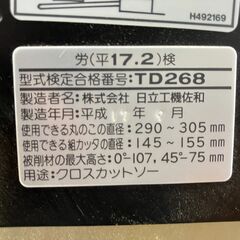 H492169
労(平17.2)検
型式検定合格番号:TD268
製造者名:株式会社 日立工機佐和
製造年月:平成 年 月
使用できる丸のこの直径:290~305mm
使用できる組カッタの直径:145~155mm
被削材の最大高さ:0°-107, 45°-75mm
用途:クロスカットソー